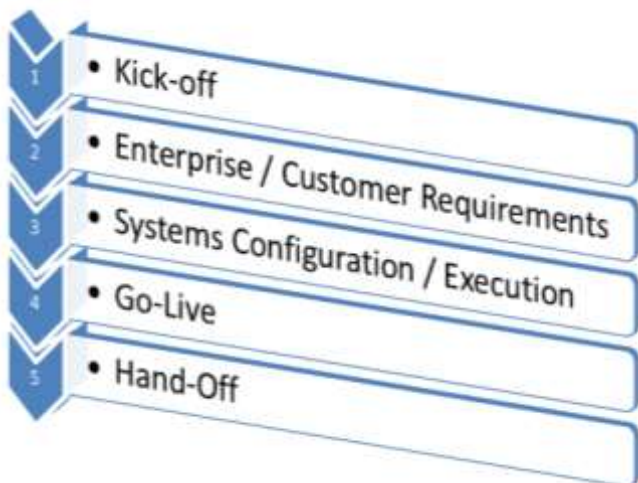 1
• Kick-off
2
• Enterprise / Customer Requirements
3
• Systems Configuration / Execution
4
• Go-Live
5
• Hand-Off